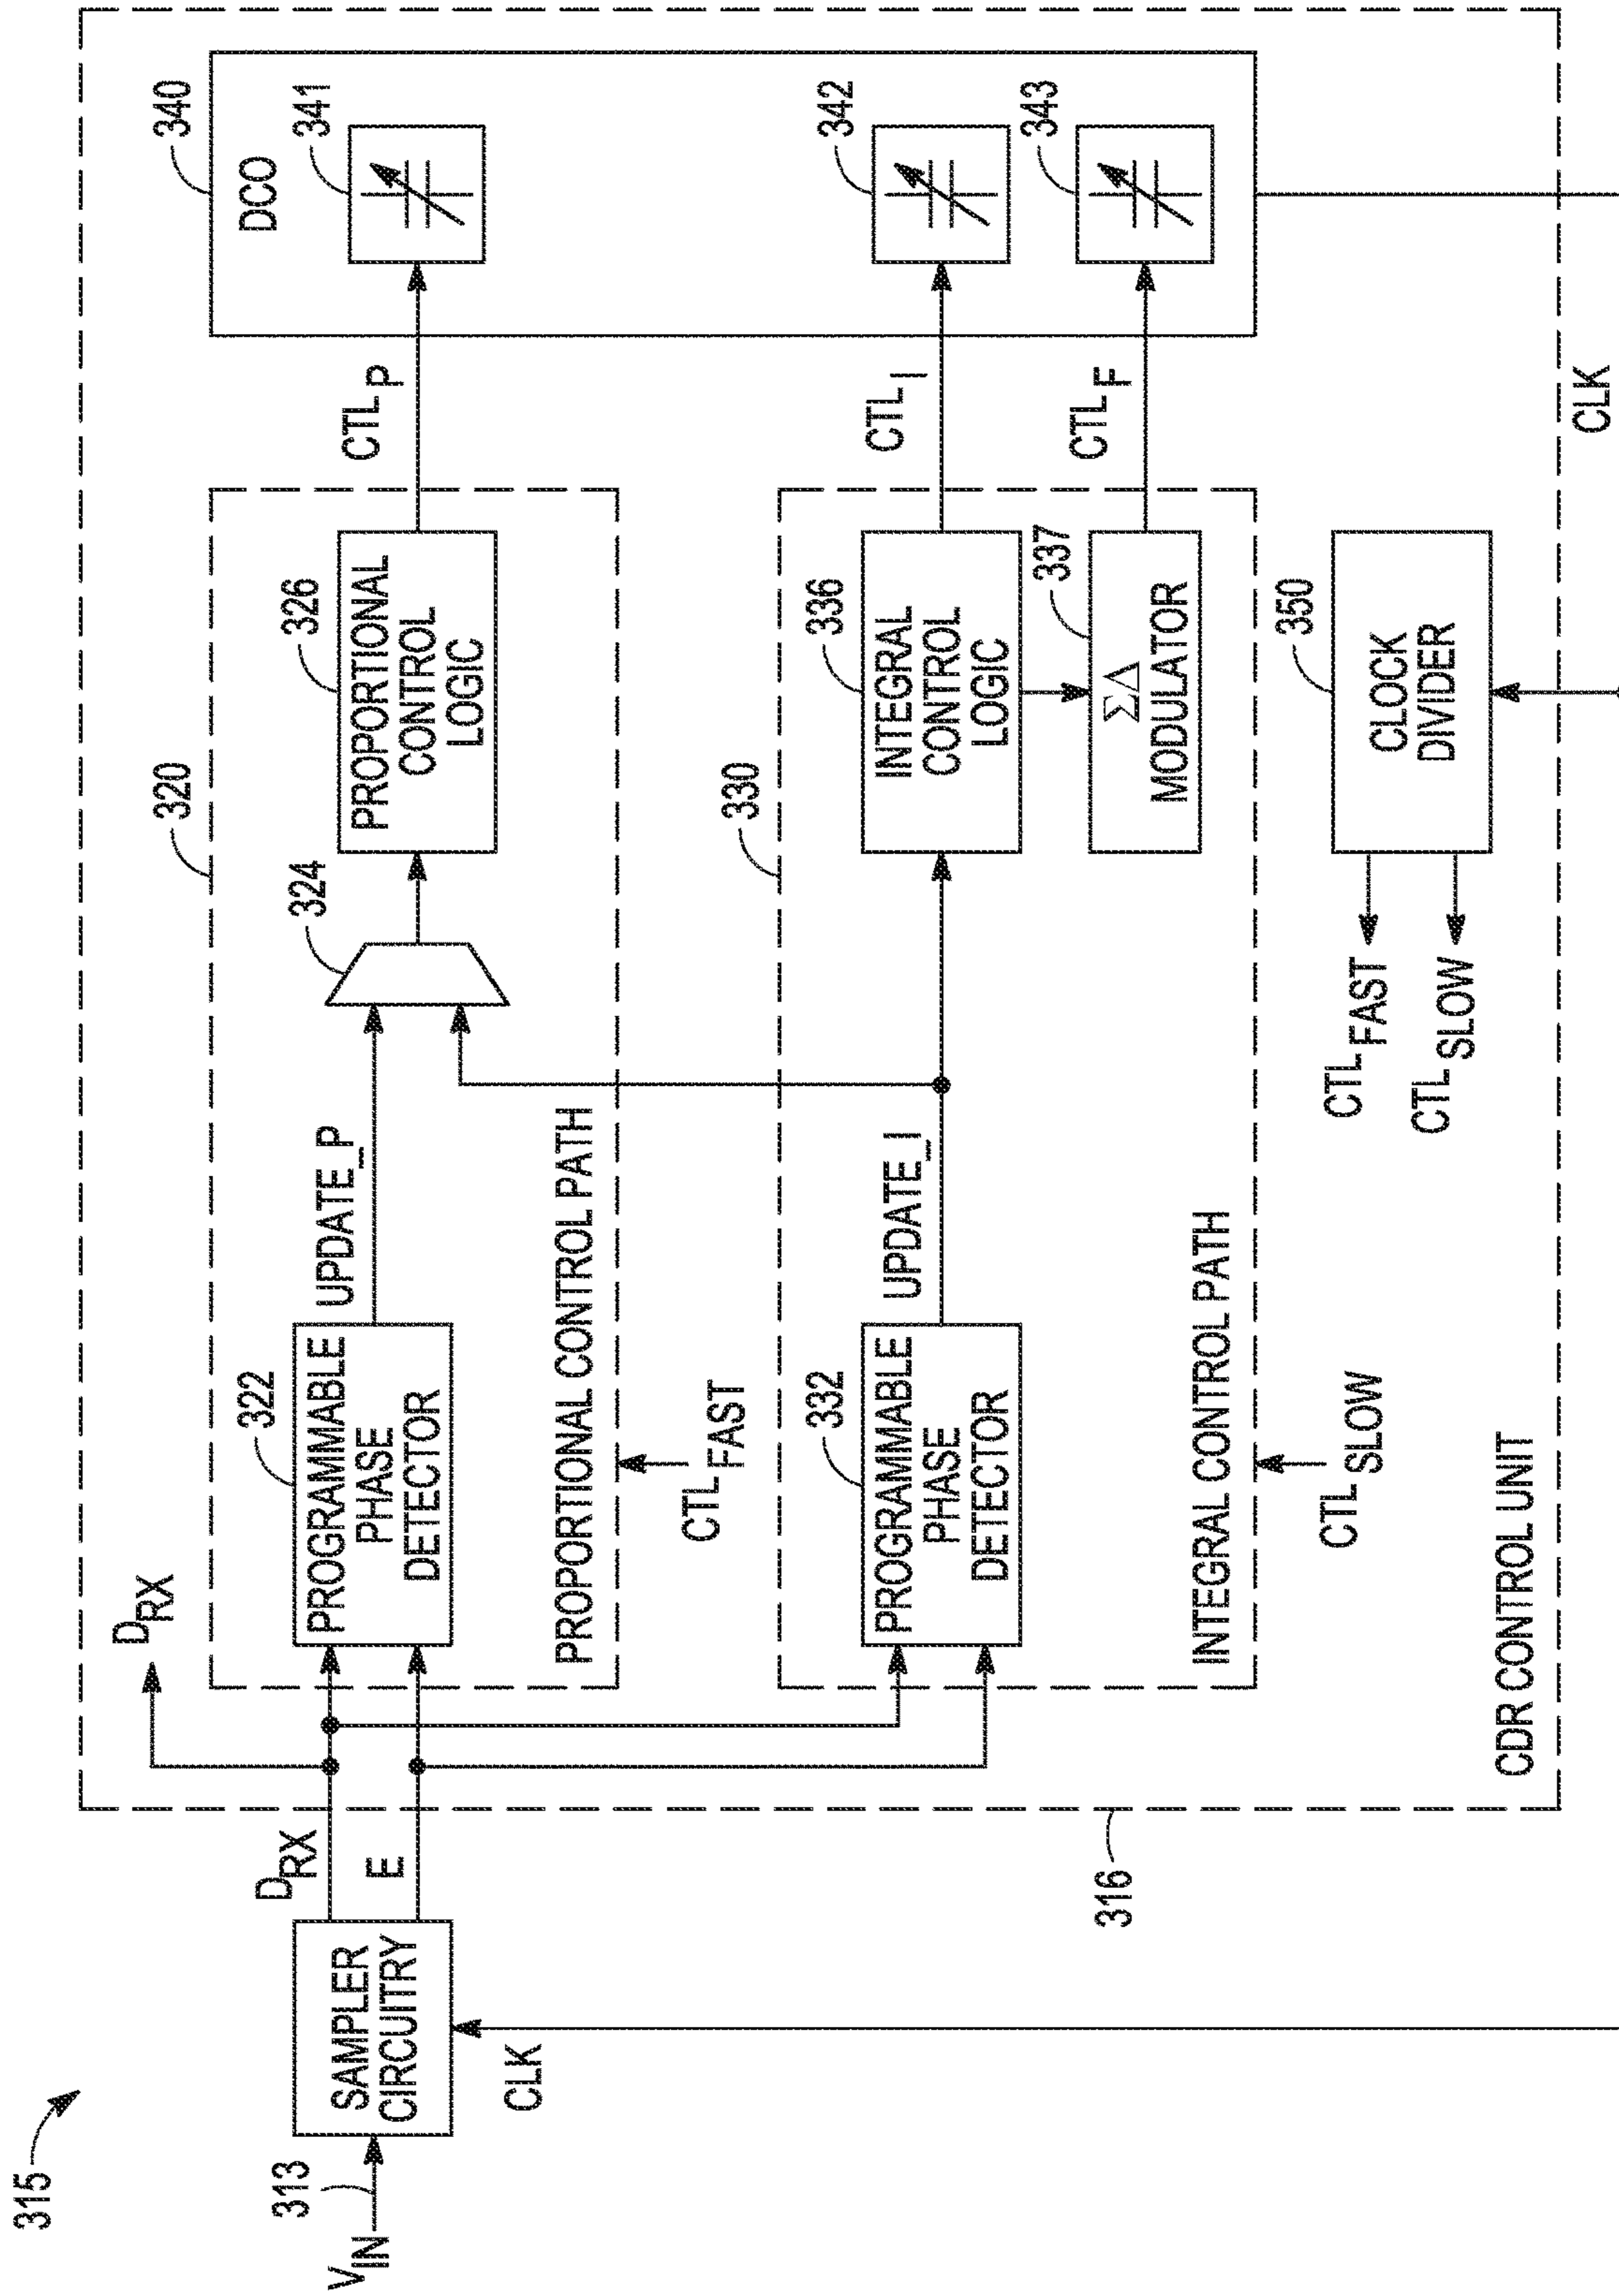 315
V_IN
313
SAMPLER
CIRCUITRY
CLK
D_RX
E
D_RX
316
CDR CONTROL UNIT
320
322
PROGRAMMABLE
PHASE
DETECTOR
UPDATE_P
324
326
PROPORTIONAL
CONTROL
LOGIC
PROPORTIONAL CONTROL PATH
CTL_FAST
CTL_P
330
332
PROGRAMMABLE
PHASE
DETECTOR
UPDATE_I
336
INTEGRAL
CONTROL
LOGIC
337
ΣΔ
MODULATOR
INTEGRAL CONTROL PATH
CTL_SLOW
CTL_I
CTL_F
340
DCO
341
342
343
350
CLOCK
DIVIDER
CTL_FAST
CTL_SLOW
CLK